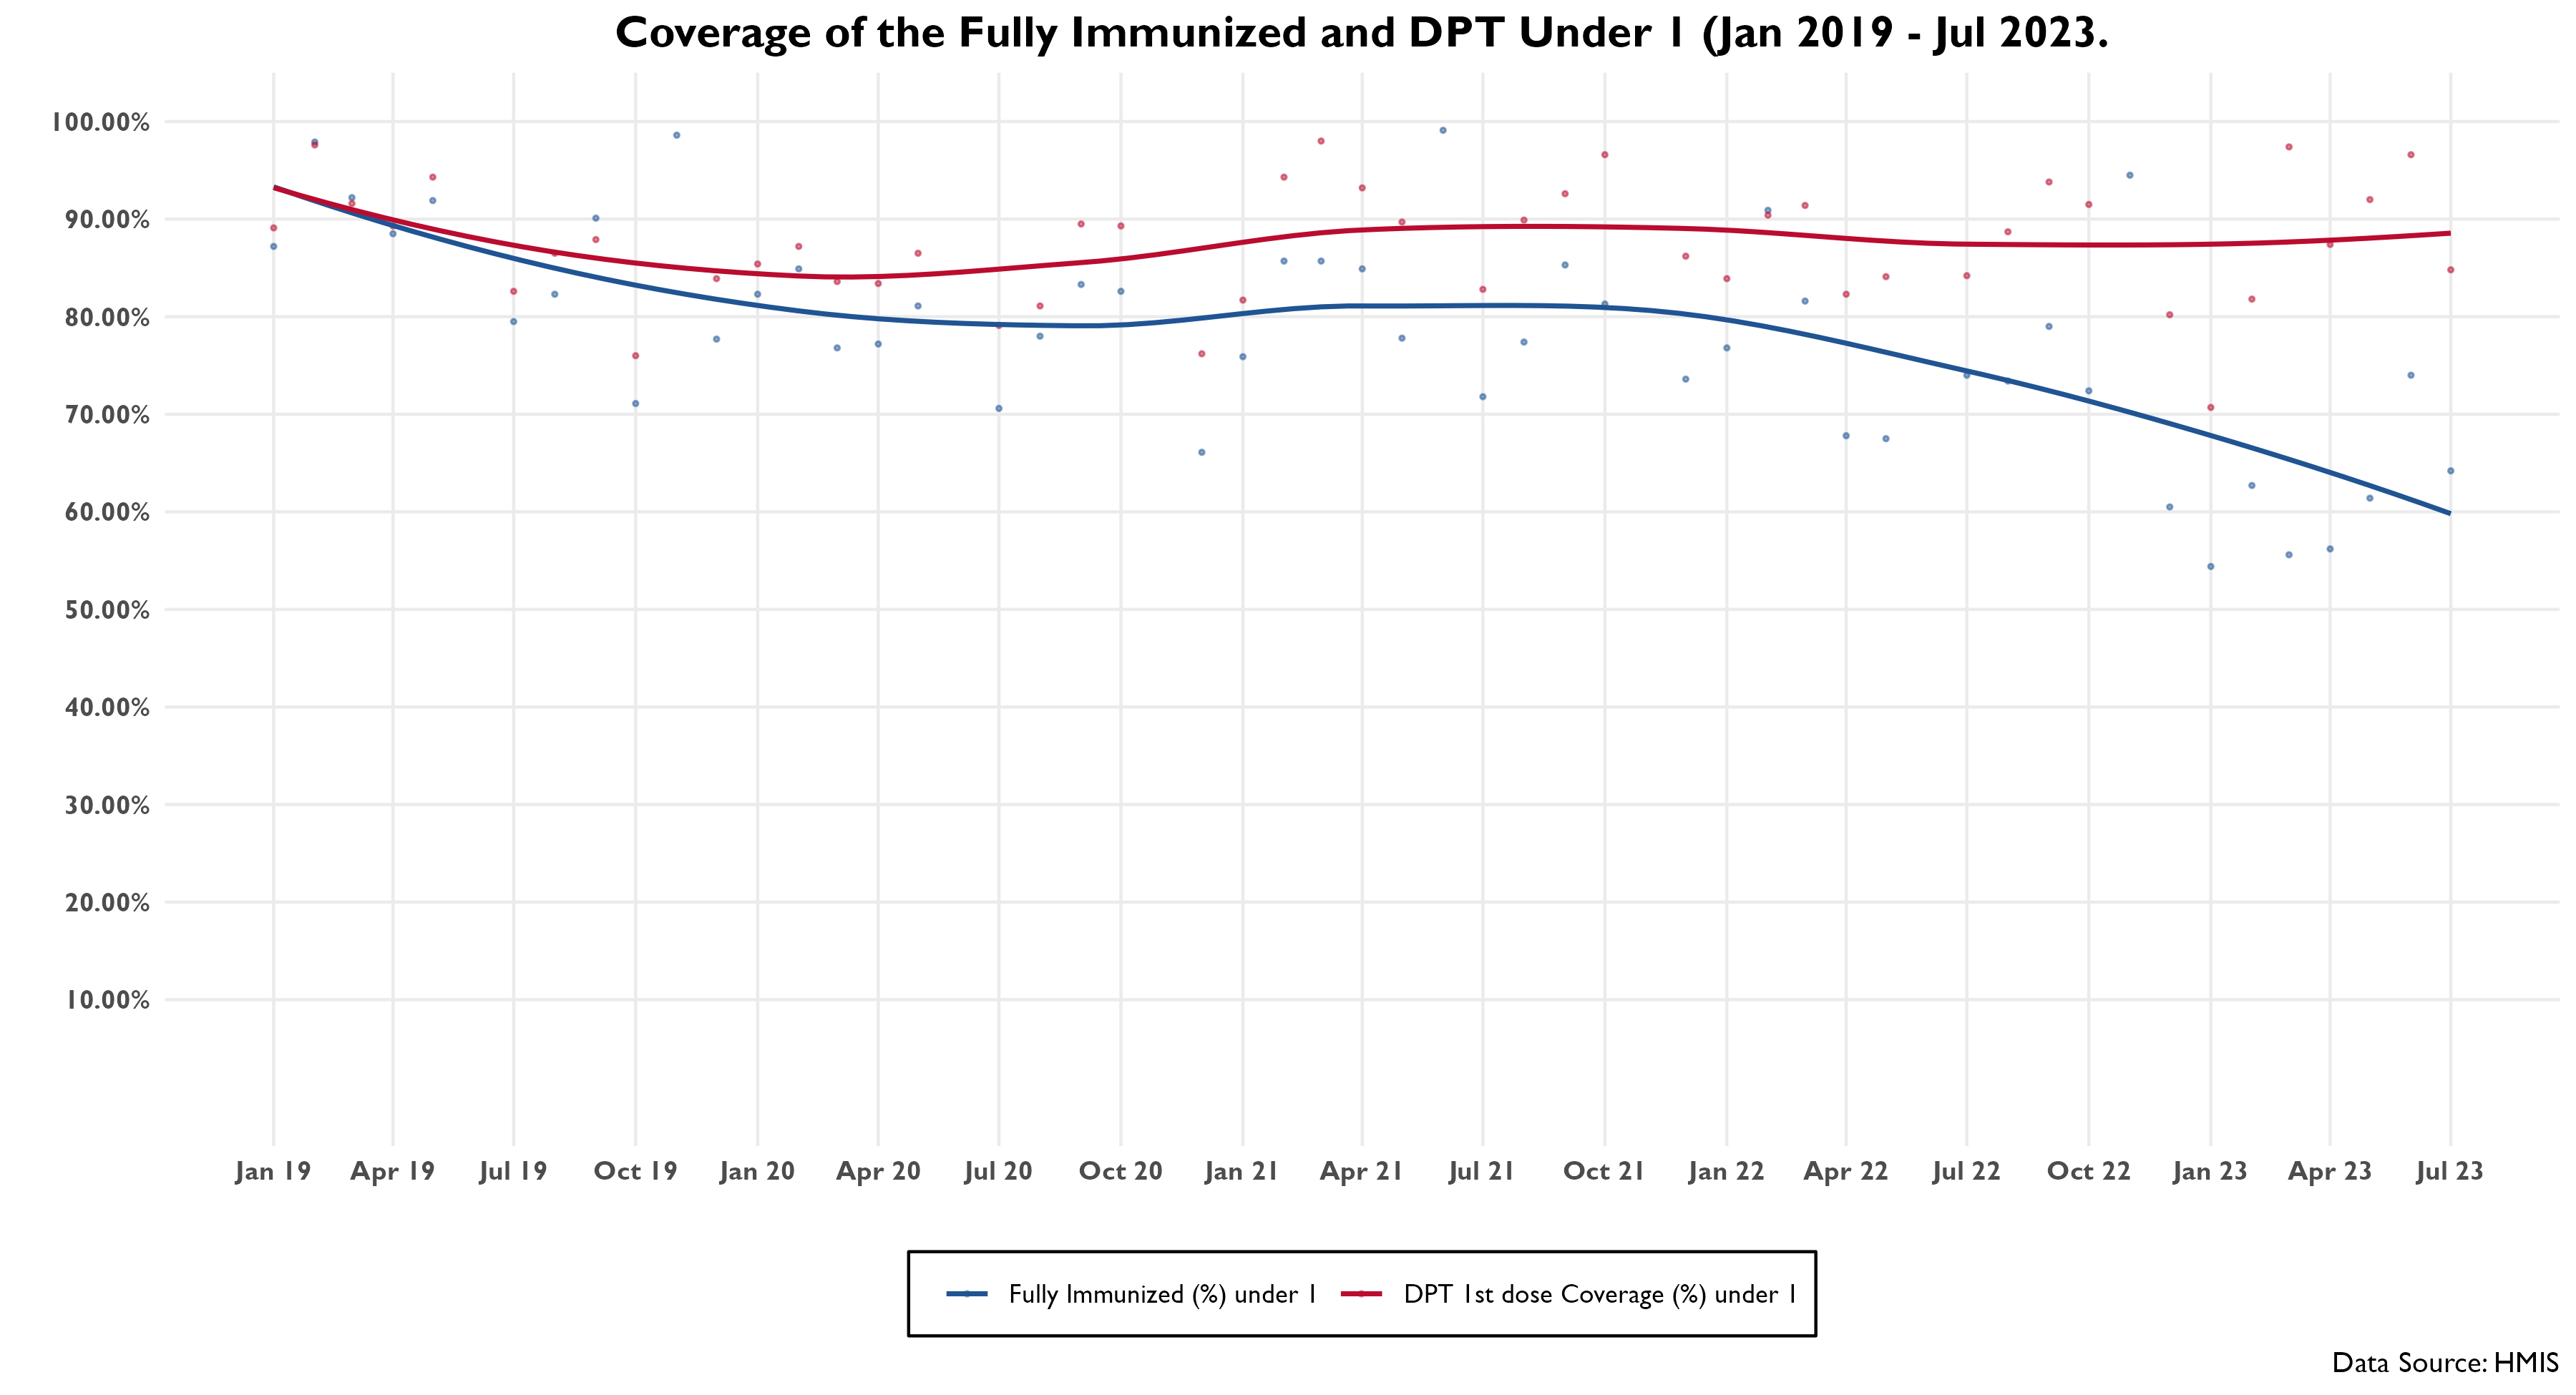 Coverage of the Fully Immunized and DPT Under 1 (Jan 2019 - Jul 2023.
100.00%
90.00%
80.00%
70.00%
60.00%
50.00%
40.00%
30.00%
20.00%
10.00%
Jan 19 Apr 19 Jul 19 Oct 19 Jan 20 Apr 20 Jul 20 Oct 20 Jan 21 Apr 21 Jul 21 Oct 21 Jan 22 Apr 22 Jul 22 Oct 22 Jan 23 Apr 23 Jul 23
Fully Immunized (%) under 1 DPT 1st dose Coverage (%) under 1
Data Source: HMIS